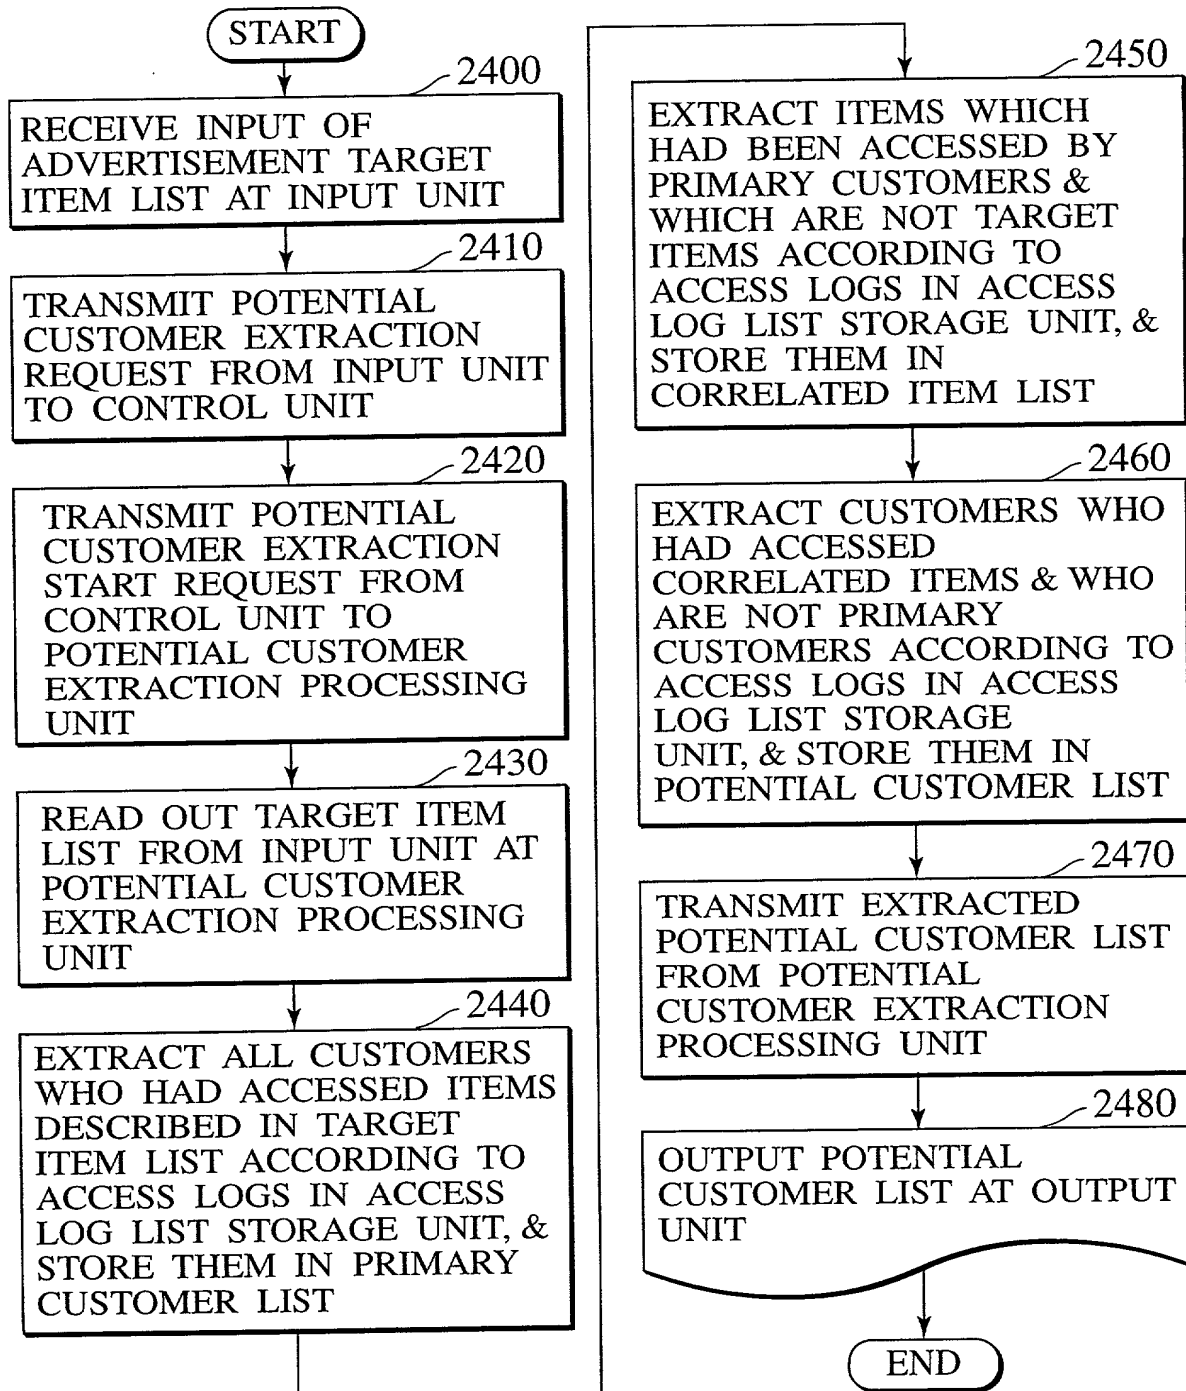 START
2400
RECEIVE INPUT OF
ADVERTISEMENT TARGET
ITEM LIST AT INPUT UNIT
2410
TRANSMIT POTENTIAL
CUSTOMER EXTRACTION
REQUEST FROM INPUT UNIT
TO CONTROL UNIT
2420
TRANSMIT POTENTIAL
CUSTOMER EXTRACTION
START REQUEST FROM
CONTROL UNIT TO
POTENTIAL CUSTOMER
EXTRACTION PROCESSING
UNIT
2430
READ OUT TARGET ITEM
LIST FROM INPUT UNIT AT
POTENTIAL CUSTOMER
EXTRACTION PROCESSING
UNIT
2440
EXTRACT ALL CUSTOMERS
WHO HAD ACCESSED ITEMS
DESCRIBED IN TARGET
ITEM LIST ACCORDING TO
ACCESS LOGS IN ACCESS
LOG LIST STORAGE UNIT, &
STORE THEM IN PRIMARY
CUSTOMER LIST
2450
EXTRACT ITEMS WHICH
HAD BEEN ACCESSED BY
PRIMARY CUSTOMERS &
WHICH ARE NOT TARGET
ITEMS ACCORDING TO
ACCESS LOGS IN ACCESS
LOG LIST STORAGE UNIT, &
STORE THEM IN
CORRELATED ITEM LIST
2460
EXTRACT CUSTOMERS WHO
HAD ACCESSED
CORRELATED ITEMS & WHO
ARE NOT PRIMARY
CUSTOMERS ACCORDING TO
ACCESS LOGS IN ACCESS
LOG LIST STORAGE
UNIT, & STORE THEM IN
POTENTIAL CUSTOMER LIST
2470
TRANSMIT EXTRACTED
POTENTIAL CUSTOMER LIST
FROM POTENTIAL
CUSTOMER EXTRACTION
PROCESSING UNIT
2480
OUTPUT POTENTIAL
CUSTOMER LIST AT OUTPUT
UNIT
END